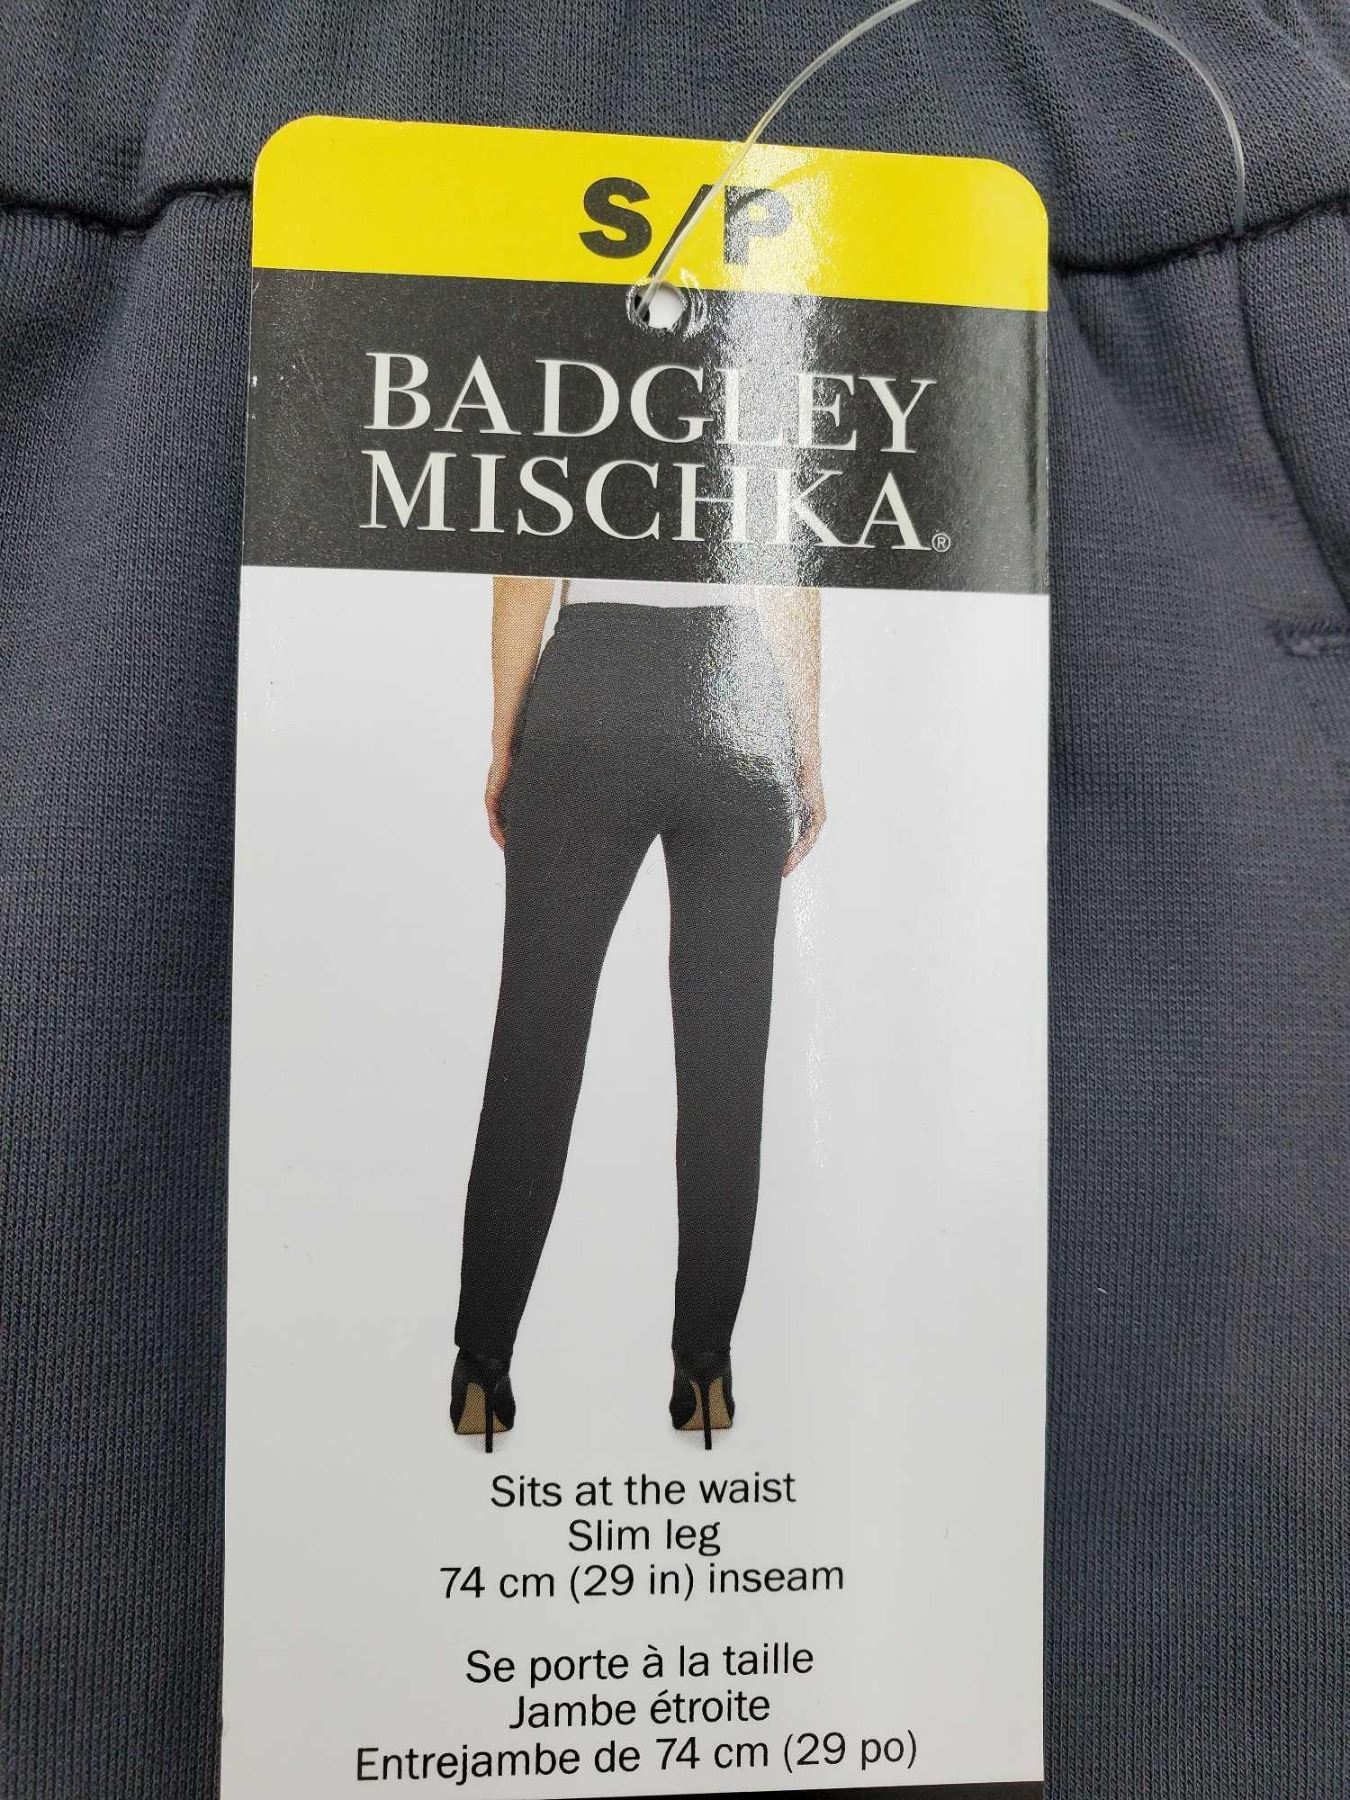 S/P
BADGLEY
MISCHKA®
Sits at the waist
Slim leg
74 cm (29 in) inseam
Se porte à la taille
Jambe étroite
Entrejambe de 74 cm (29 po)